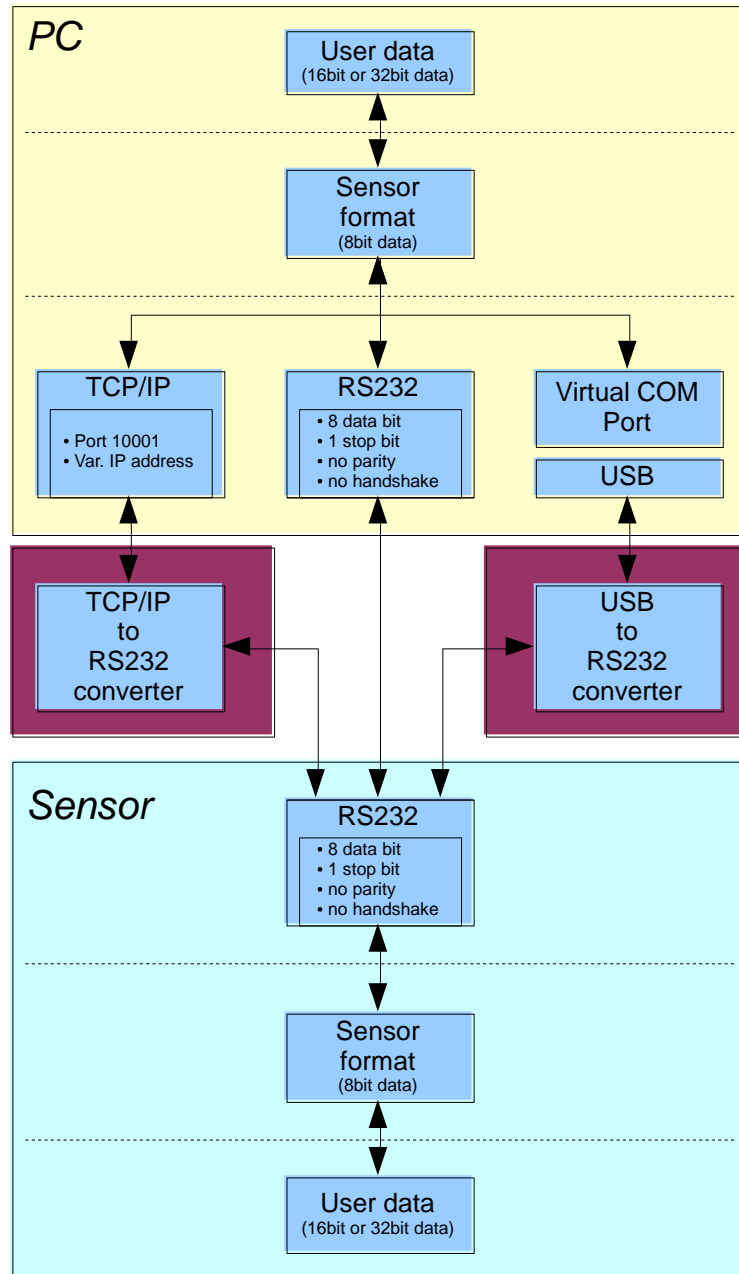 PC
User data
(16bit or 32bit data)
Sensor
format
(8bit data)
TCP/IP
• Port 10001
• Var. IP address
RS232
• 8 data bit
• 1 stop bit
• no parity
• no handshake
Virtual COM
Port
USB
TCP/IP
to
RS232
converter
USB
to
RS232
converter
Sensor
RS232
• 8 data bit
• 1 stop bit
• no parity
• no handshake
Sensor
format
(8bit data)
User data
(16bit or 32bit data)